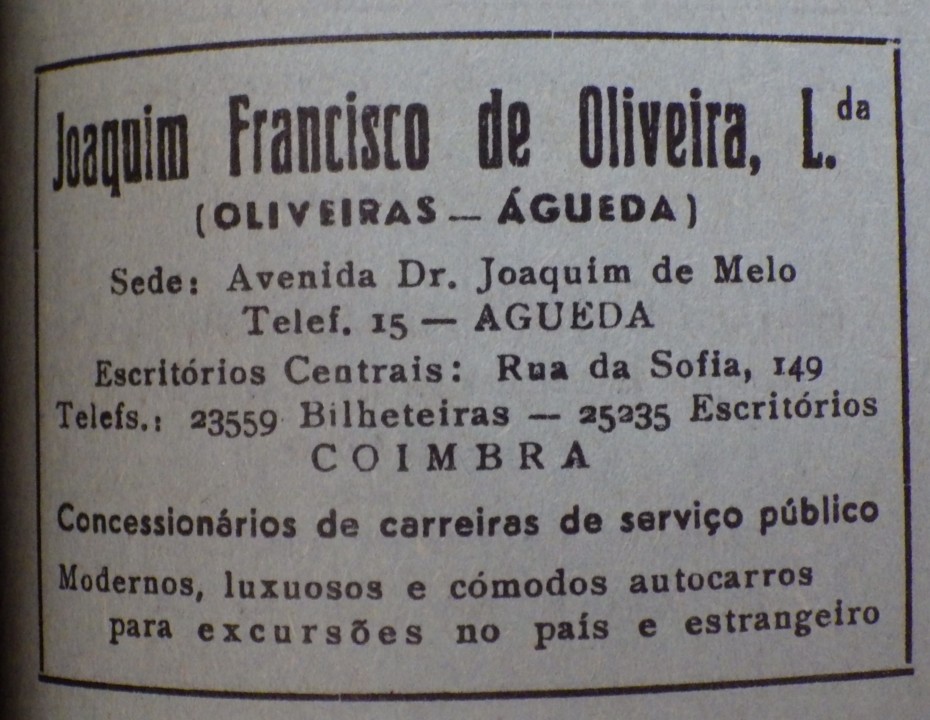 Joaquim Francisco de Oliveira, L.da
(OLIVEIRAS — ÁGUEDA)
Sede: Avenida Dr. Joaquim de Melo
Telef. 15 — AGUEDA
Escritórios Centrais: Rua da Sofia, 149
Telefs.: 23559 Bilheteiras — 25235 Escritórios
COIMBRA
Concessionários de carreiras de serviço público
Modernos, luxuosos e cómodos autocarros
para excursões no país e estrangeiro